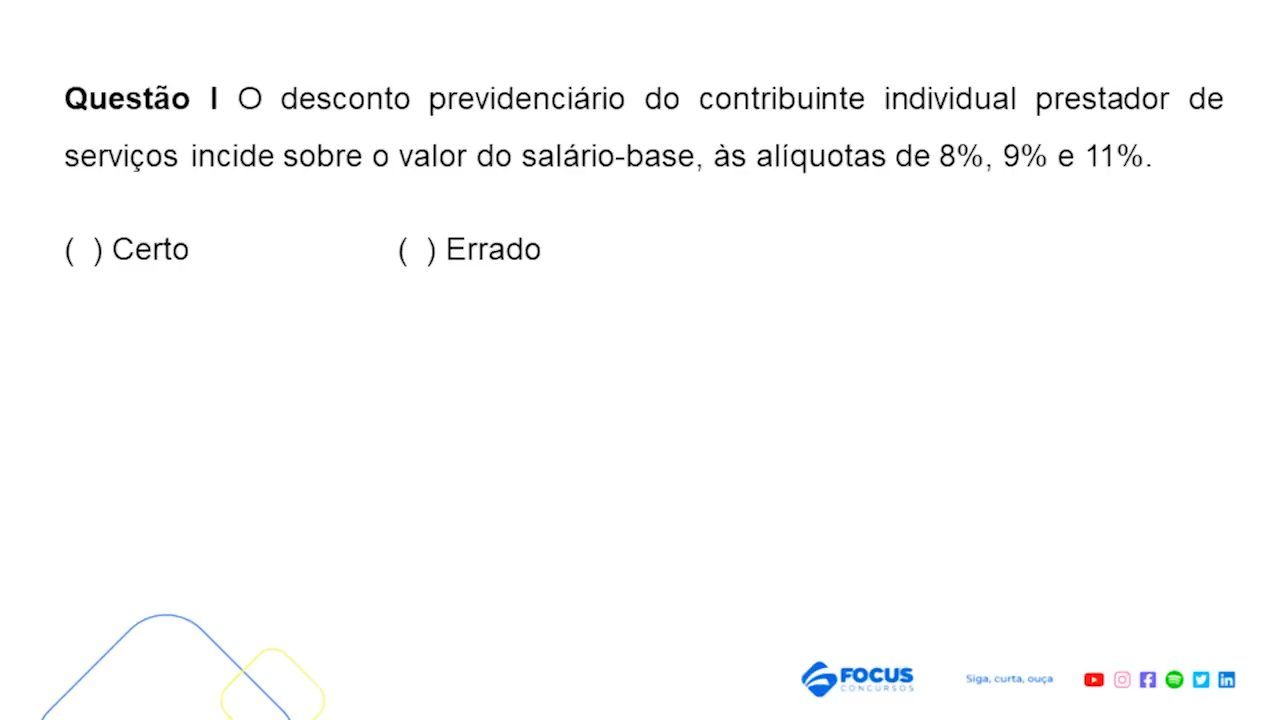 Questão I O desconto previdenciário do contribuinte individual prestador de
serviços incide sobre o valor do salário-base, às alíquotas de 8%, 9% e 11%.
( ) Certo ( ) Errado
FOCUS
CONCURSOS
Siga, curta, ouça